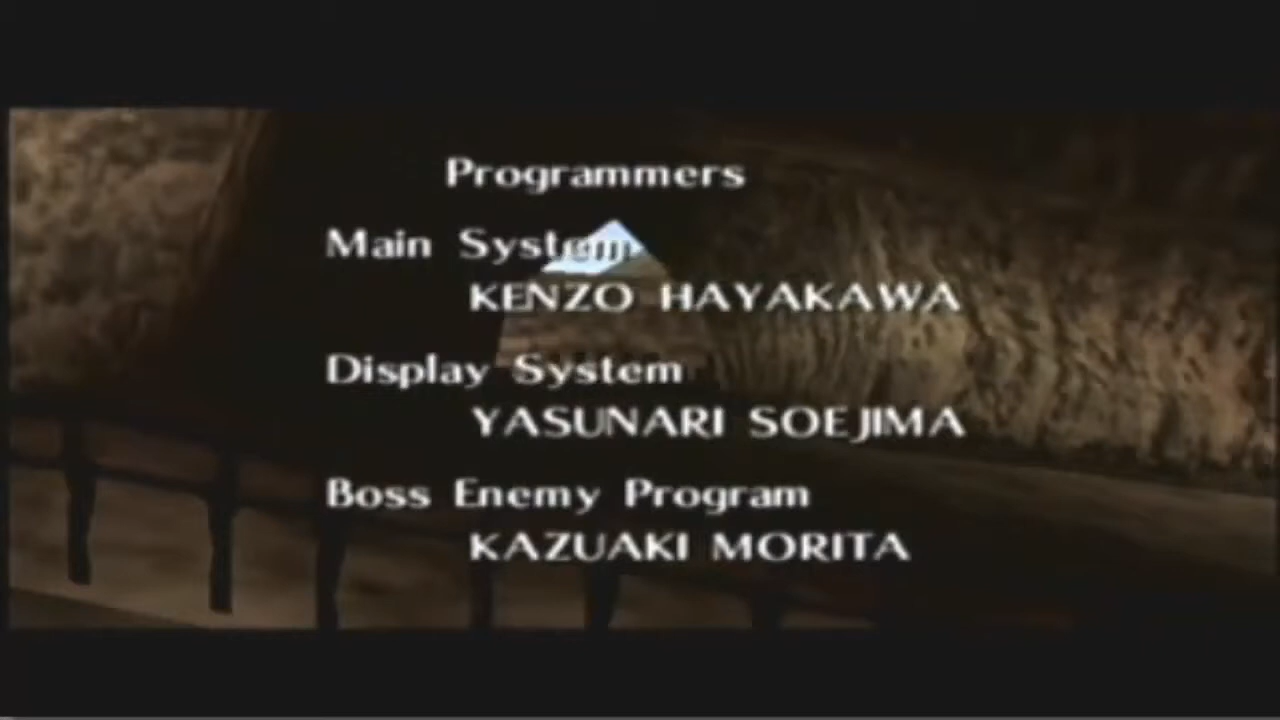 Programmers
Main System
KENZO HAYAKAWA
Display System
YASUNARI SOEJIMA
Boss Enemy Program
KAZUAKI MORITA